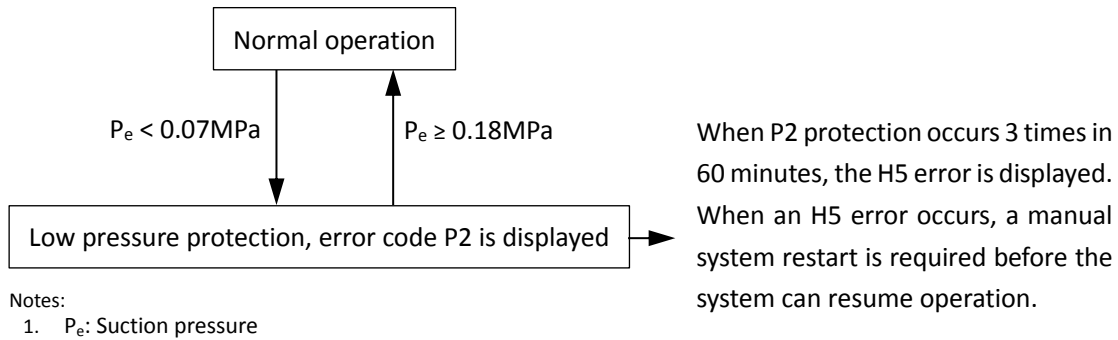 Normal operation
Pₑ < 0.07MPa
Pₑ ≥ 0.18MPa
Low pressure protection, error code P2 is displayed
When P2 protection occurs 3 times in
60 minutes, the H5 error is displayed.
When an H5 error occurs, a manual
system restart is required before the
system can resume operation.
Notes:
1. Pₑ: Suction pressure